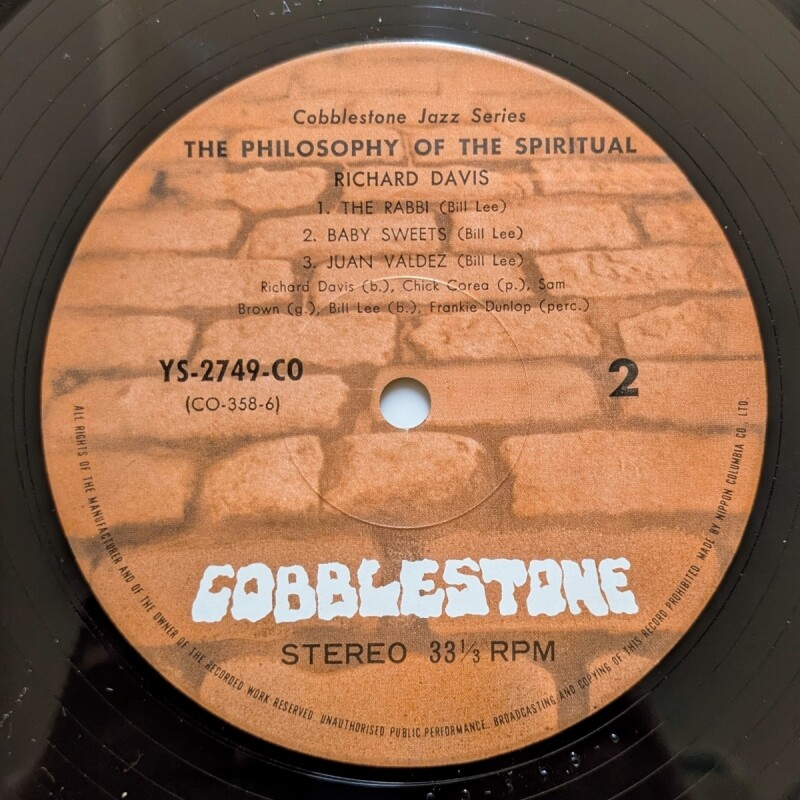 Cobblestone Jazz Series
THE PHILOSOPHY OF THE SPIRITUAL
RICHARD DAVIS
1. THE RABBI (Bill Lee)
2. BABY SWEETS (Bill Lee)
3. JUAN VALDEZ (Bill Lee)
Richard Davis (b.), Chick Corea (p.), Sam
Brown (g.), Bill Lee (b.), Frankie Dunlop (perc.)
YS-2749-CO
2
(CO-358-6)
COBBLESTONE
STEREO 33⅓ RPM
ALL RIGHTS OF THE MANUFACTURER AND OF THE OWNER OF THE RECORDED WORK RESERVED. UNAUTHORISED PUBLIC PERFORMANCE. BROADCASTING AND COPYING OF THIS RECORD PROHIBITED. MADE BY NIPPON COLUMBIA CO., LTD.